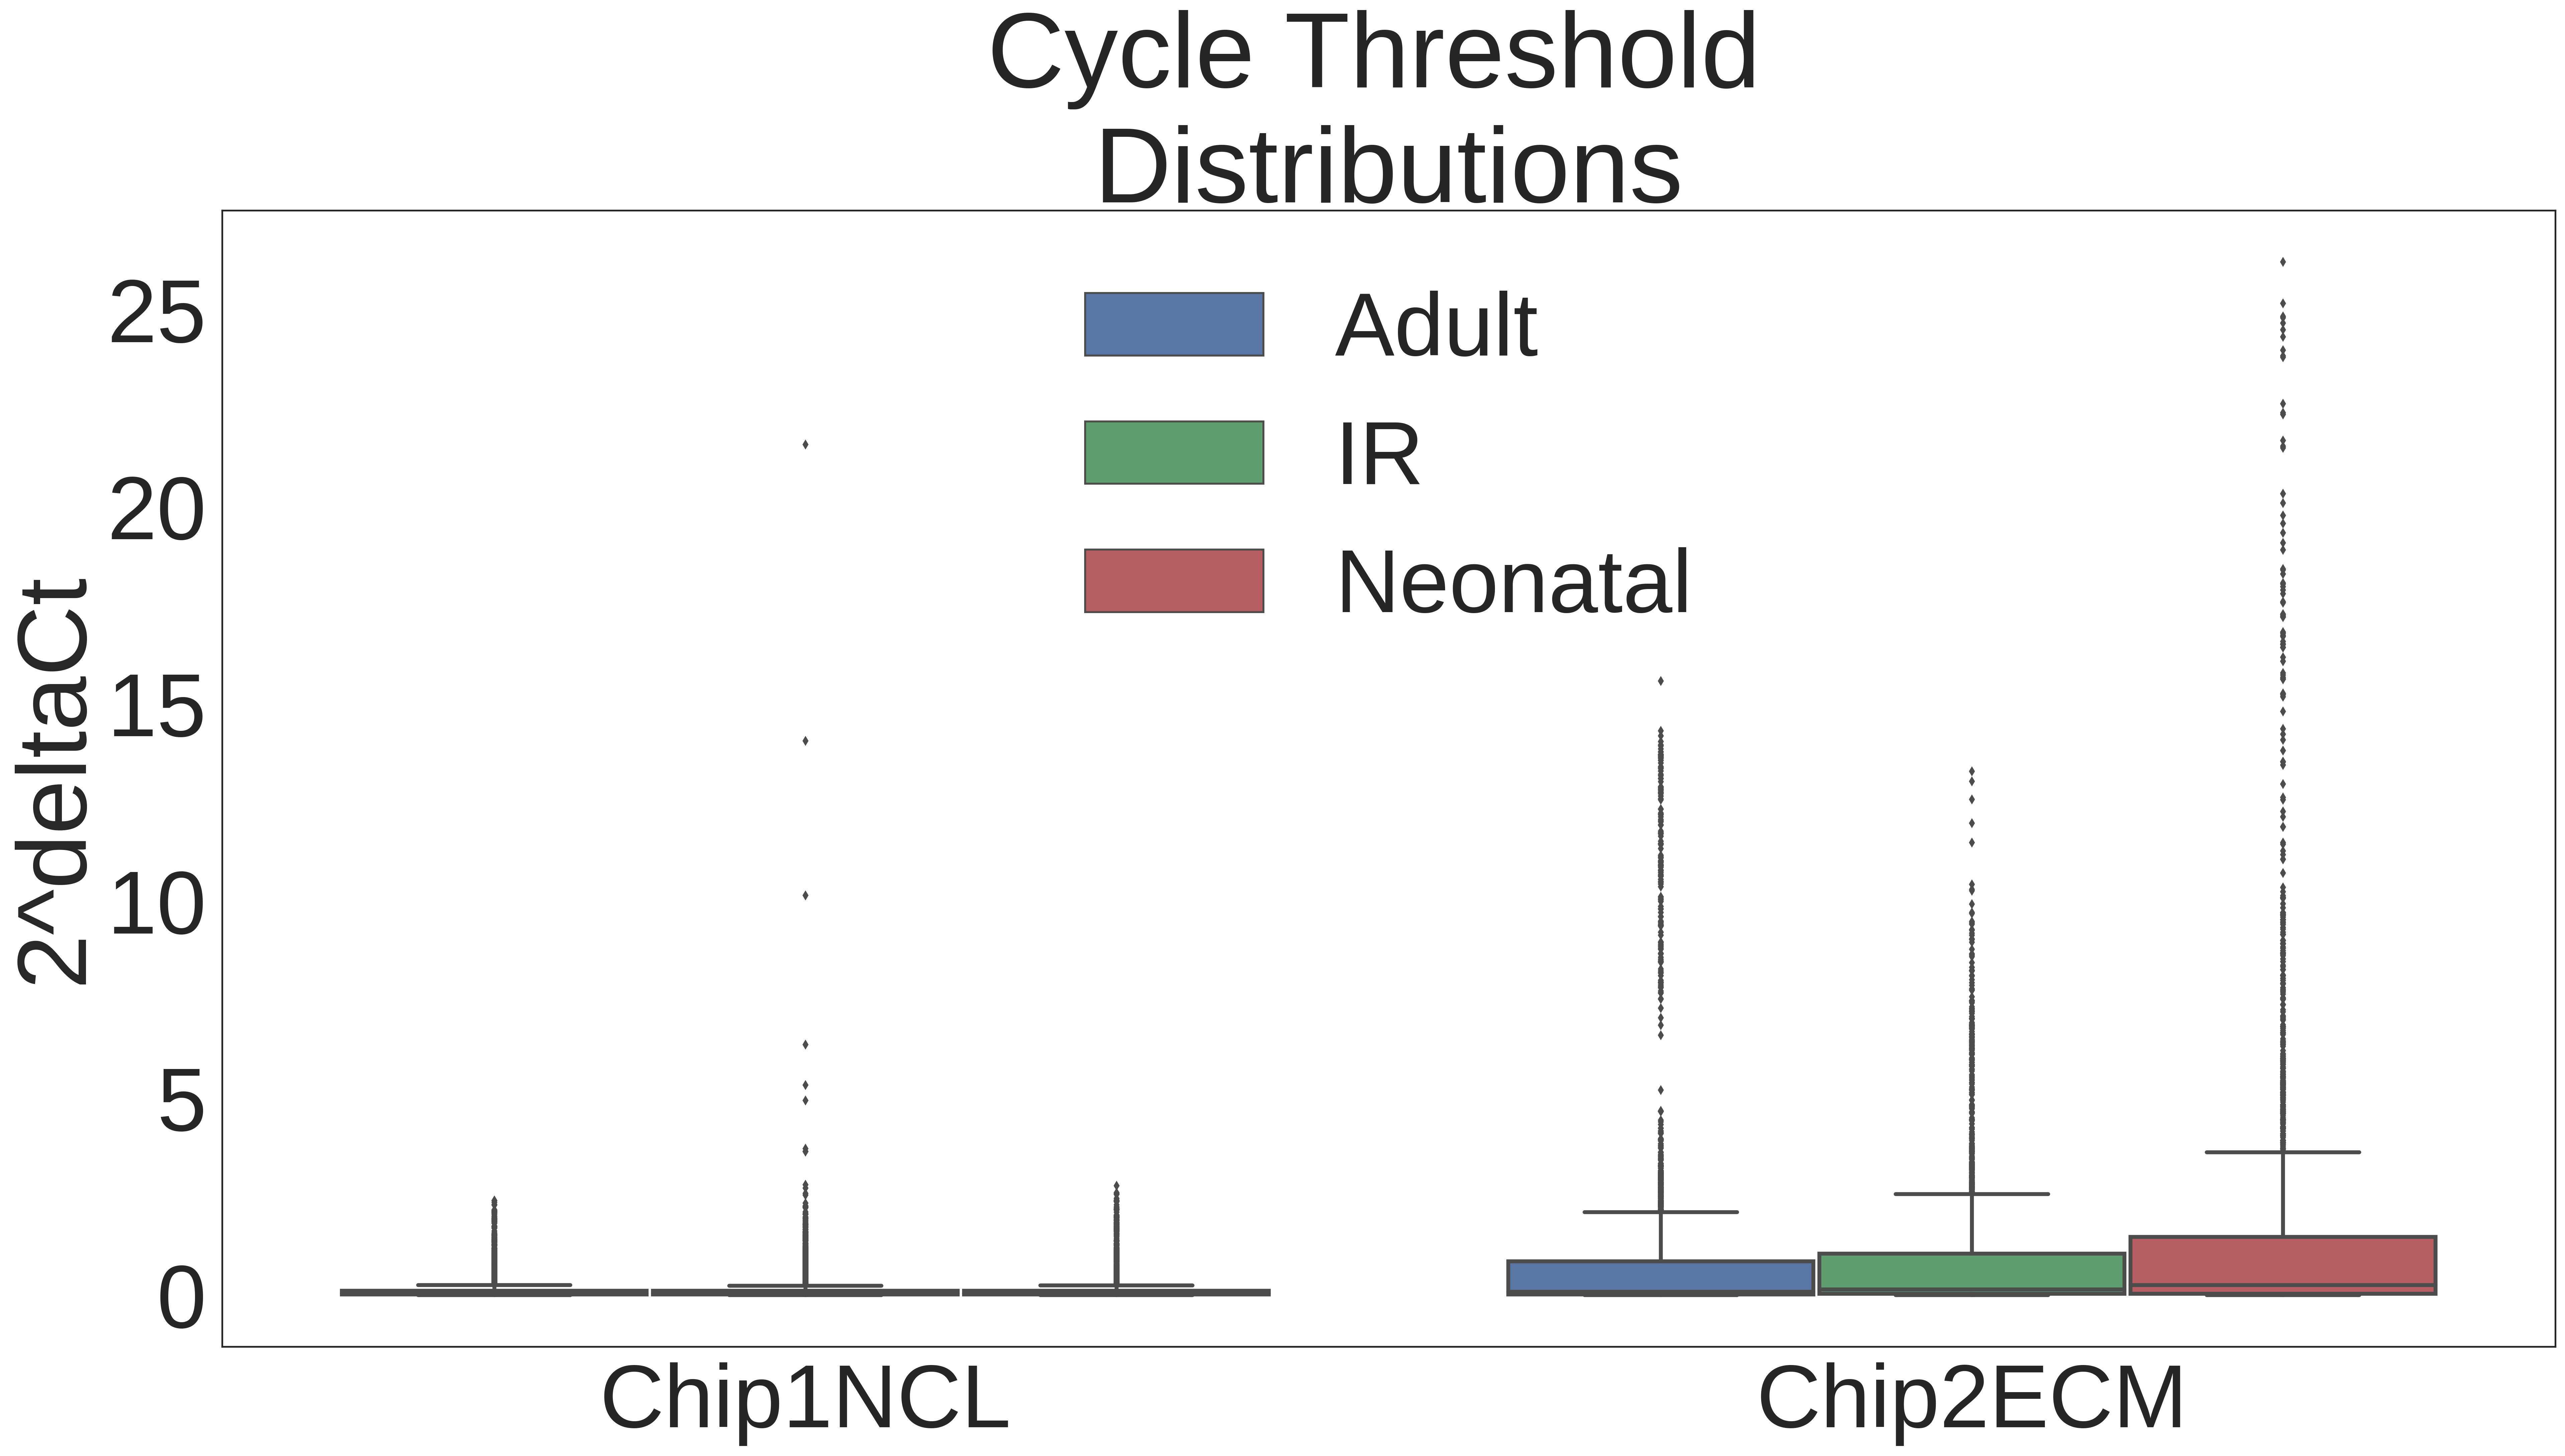 Cycle Threshold
Distributions
2^deltaCt
25
20
15
10
5
0
Adult
IR
Neonatal
Chip1NCL
Chip2ECM